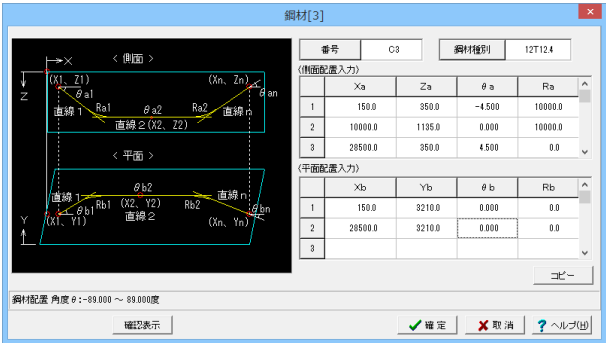 鋼材[3]
×
→X
Z
〈 側面 〉
(X1、Z1)
(Xn、Zn)
θa1
θan
Ra1
θa2
Ra2
直線1
直線2(X2、Z2)
直線n
〈 平面 〉
θb2
直線1
Rb1
(X2、Y2)
Rb2
直線n
θb1
直線2
θbn
(X1、Y1)
(Xn、Yn)
Y
番号 C3 鋼材種別 12T12.4
〈側面配置入力〉
Xa Za θa Ra
1 150.0 350.0 -4.500 10000.0
2 10000.0 1135.0 0.000 10000.0
3 28500.0 350.0 4.500 0.0
〈平面配置入力〉
Xb Yb θb Rb
1 150.0 3210.0 0.000 0.0
2 28500.0 3210.0 0.000 0.0
3
コピー
鋼材配置 角度θ:-89.000 ～ 89.000度
確認表示 確 定 取 消 ? ヘルプ(H)